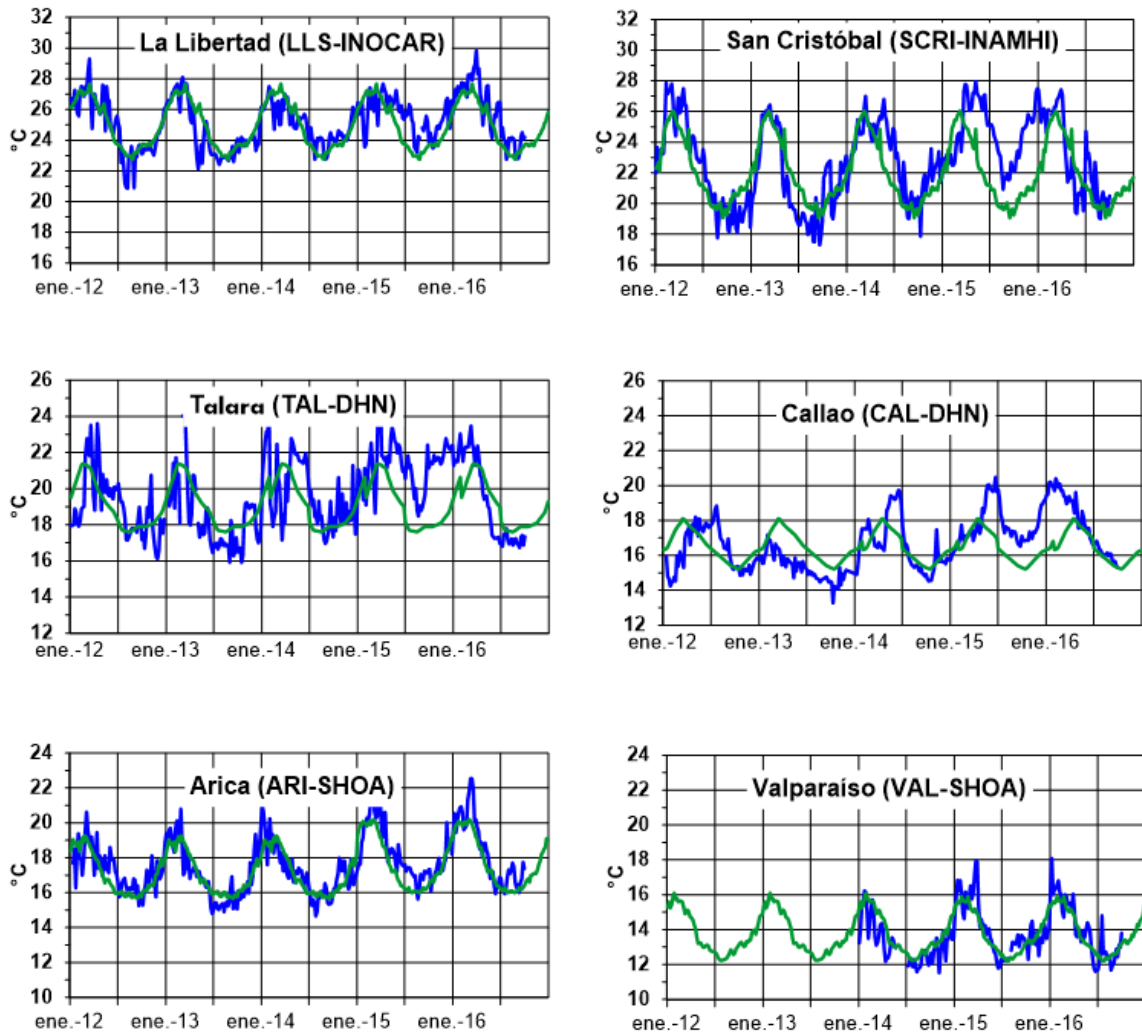 La Libertad (LLS-INOCAR)
°C
32
30
28
26
24
22
20
18
16
ene.-12 ene.-13 ene.-14 ene.-15 ene.-16
San Cristóbal (SCRI-INAMHI)
°C
32
30
28
26
24
22
20
18
16
ene.-12 ene.-13 ene.-14 ene.-15 ene.-16
Talara (TAL-DHN)
°C
26
24
22
20
18
16
14
12
ene.-12 ene.-13 ene.-14 ene.-15 ene.-16
Callao (CAL-DHN)
°C
26
24
22
20
18
16
14
12
ene.-12 ene.-13 ene.-14 ene.-15 ene.-16
Arica (ARI-SHOA)
°C
24
22
20
18
16
14
12
10
ene.-12 ene.-13 ene.-14 ene.-15 ene.-16
Valparaíso (VAL-SHOA)
°C
24
22
20
18
16
14
12
10
ene.-12 ene.-13 ene.-14 ene.-15 ene.-16